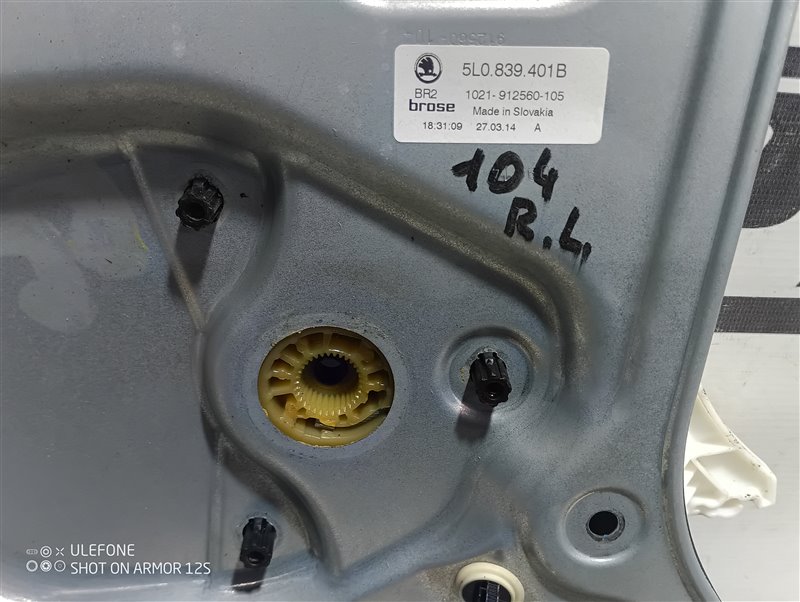 5L0.839.401B
BR2
1021-912560-105
brose
Made in Slovakia
18:31:09 27.03.14 A
104
R.L.
ULEFONE
SHOT ON ARMOR 12S